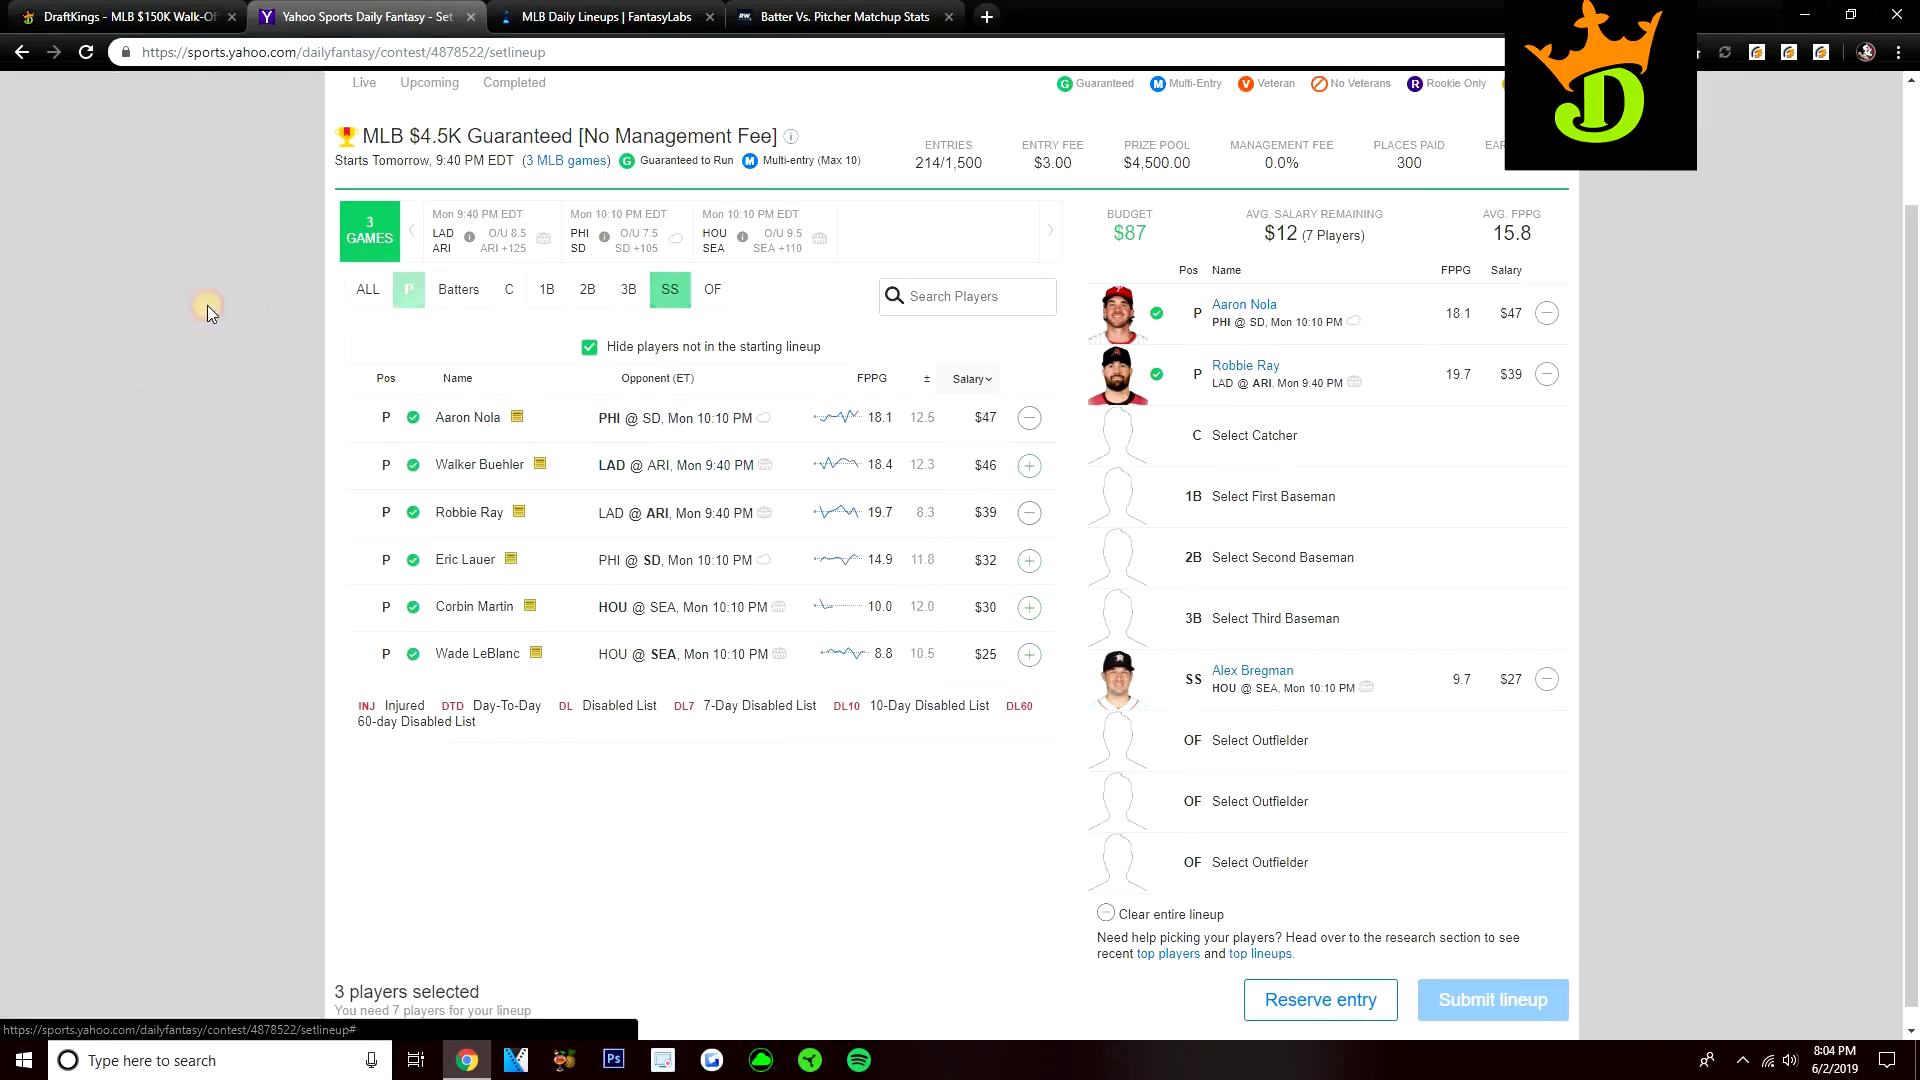 DraftKings - MLB $150K Walk-Of
Yahoo Sports Daily Fantasy - Set
MLB Daily Lineups | FantasyLabs
RW Batter Vs. Pitcher Matchup Stats
https://sports.yahoo.com/dailyfantasy/contest/4878522/setlineup
Live Upcoming Completed
G Guaranteed M Multi-Entry V Veteran No Veterans R Rookie Only
D
MLB $4.5K Guaranteed [No Management Fee]
Starts Tomorrow, 9:40 PM EDT (3 MLB games) G Guaranteed to Run M Multi-entry (Max 10)
ENTRIES ENTRY FEE PRIZE POOL MANAGEMENT FEE PLACES PAID
214/1,500 $3.00 $4,500.00 0.0% 300
3 GAMES
Mon 9:40 PM EDT Mon 10:10 PM EDT Mon 10:10 PM EDT
LAD O/U 8.5 PHI O/U 7.5 HOU O/U 9.5
ARI ARI +125 SD SD +105 SEA SEA +110
BUDGET AVG. SALARY REMAINING AVG. FPPG
$87 $12 (7 Players) 15.8
ALL P Batters C 1B 2B 3B SS OF
Search Players
Hide players not in the starting lineup
Pos Name Opponent (ET) FPPG ± Salary
P Aaron Nola PHI @ SD, Mon 10:10 PM 18.1 12.5 $47
P Walker Buehler LAD @ ARI, Mon 9:40 PM 18.4 12.3 $46
P Robbie Ray LAD @ ARI, Mon 9:40 PM 19.7 8.3 $39
P Eric Lauer PHI @ SD, Mon 10:10 PM 14.9 11.8 $32
P Corbin Martin HOU @ SEA, Mon 10:10 PM 10.0 12.0 $30
P Wade LeBlanc HOU @ SEA, Mon 10:10 PM 8.8 10.5 $25
INJ Injured DTD Day-To-Day DL Disabled List DL7 7-Day Disabled List DL10 10-Day Disabled List DL60
60-day Disabled List
Pos Name FPPG Salary
P Aaron Nola 18.1 $47
PHI @ SD, Mon 10:10 PM
P Robbie Ray 19.7 $39
LAD @ ARI, Mon 9:40 PM
C Select Catcher
1B Select First Baseman
2B Select Second Baseman
3B Select Third Baseman
SS Alex Bregman 9.7 $27
HOU @ SEA, Mon 10:10 PM
OF Select Outfielder
OF Select Outfielder
OF Select Outfielder
Clear entire lineup
Need help picking your players? Head over to the research section to see
recent top players and top lineups.
3 players selected
You need 7 players for your lineup
Reserve entry Submit lineup
https://sports.yahoo.com/dailyfantasy/contest/4878522/setlineup#
Type here to search
Ps
8:04 PM
6/2/2019